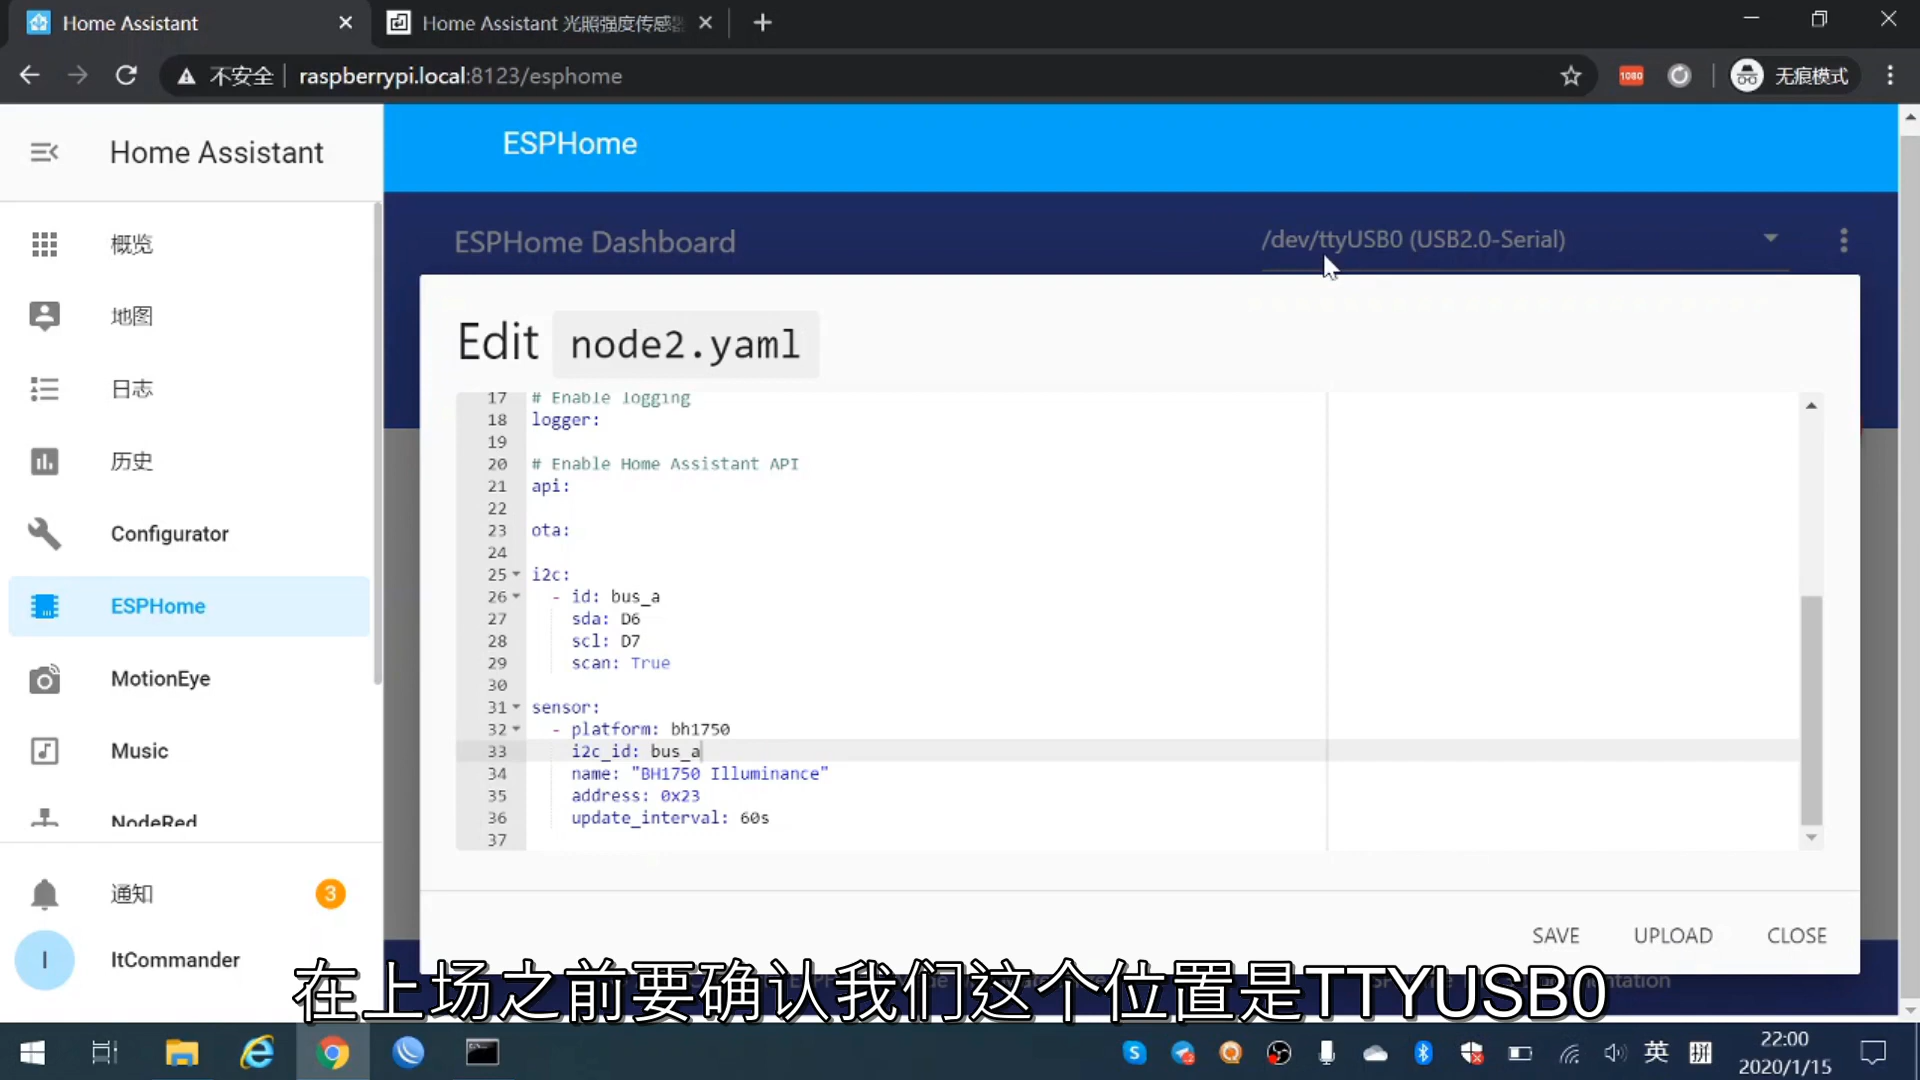 Home Assistant
Home Assistant 光照强度传感
不安全
raspberrypi.local:8123/esphome
1080
无痕模式
Home Assistant
概览
地图
日志
历史
Configurator
ESPHome
MotionEye
Music
NodeRed
通知
3
I
ItCommander
ESPHome
ESPHome Dashboard
/dev/ttyUSB0 (USB2.0-Serial)
Edit node2.yaml
17 # Enable logging
18 logger:
19
20 # Enable Home Assistant API
21 api:
22
23 ota:
24
25 i2c:
26 - id: bus_a
27 sda: D6
28 scl: D7
29 scan: True
30
31 sensor:
32 - platform: bh1750
33 i2c_id: bus_a
34 name: "BH1750 Illuminance"
35 address: 0x23
36 update_interval: 60s
37
SAVE
UPLOAD
CLOSE
在上场之前要确认我们这个位置是TTYUSB0
英
拼
22:00
2020/1/15